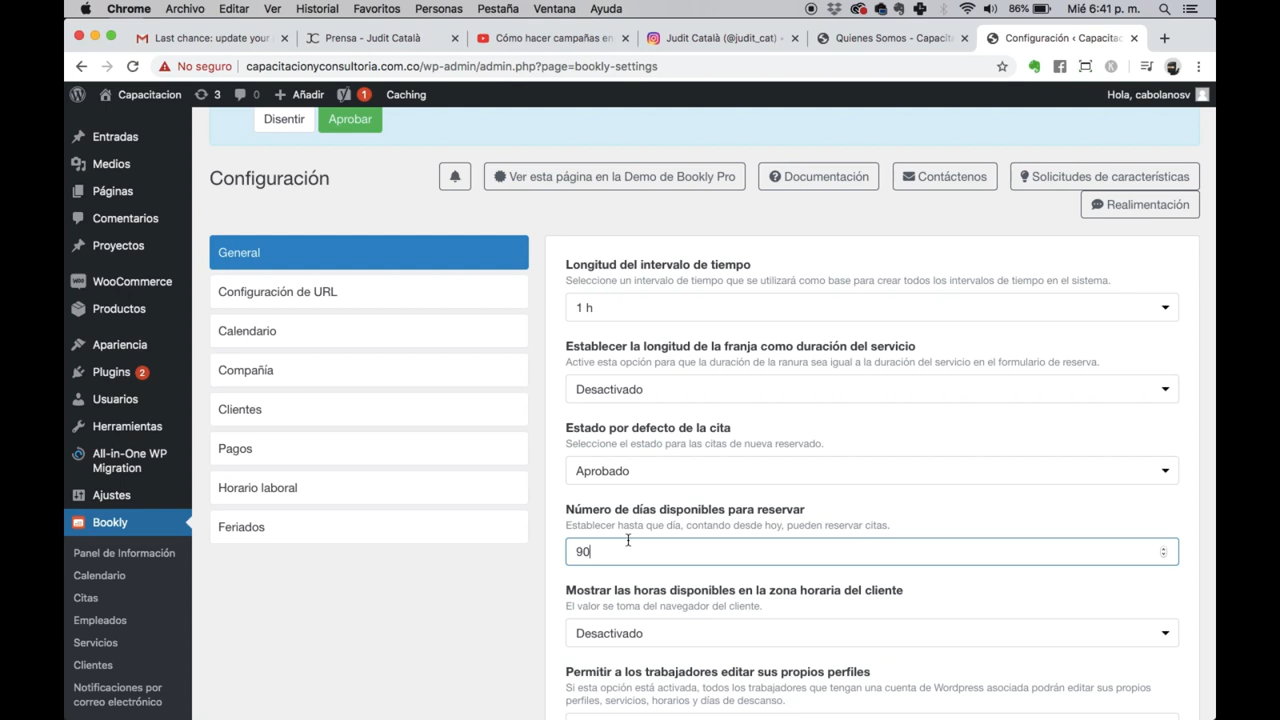 Chrome Archivo Editar Ver Historial Favoritos Personas Pestaña Ventana Ayuda 86% Mié 6:41 p. m.
Last chance: update your Prensa - Judit Català Cómo hacer campañas en Judit Català (@judit_cat) • Quienes Somos - Capacit Configuración ‹ Capacitac
No seguro capacitacionyconsultoria.com.co/wp-admin/admin.php?page=bookly-settings
Capacitacion 3 0 Añadir 1 Caching Hola, cabolanosv
Disentir Aprobar
Configuración Ver esta página en la Demo de Bookly Pro Documentación Contáctenos Solicitudes de características
Realimentación
Entradas
Medios
Páginas
Comentarios
Proyectos
WooCommerce
Productos
Apariencia
Plugins 2
Usuarios
Herramientas
All-in-One WP
Migration
Ajustes
Bookly
Panel de Información
Calendario
Citas
Empleados
Servicios
Clientes
Notificaciones por
correo electrónico
General
Configuración de URL
Calendario
Compañía
Clientes
Pagos
Horario laboral
Feriados
Longitud del intervalo de tiempo
Seleccione un intervalo de tiempo que se utilizará como base para crear todos los intervalos de tiempo en el sistema.
1 h
Establecer la longitud de la franja como duración del servicio
Active esta opción para que la duración de la ranura sea igual a la duración del servicio en el formulario de reserva.
Desactivado
Estado por defecto de la cita
Seleccione el estado para las citas de nueva reservado.
Aprobado
Número de días disponibles para reservar
Establecer hasta que día, contando desde hoy, pueden reservar citas.
90
Mostrar las horas disponibles en la zona horaria del cliente
El valor se toma del navegador del cliente.
Desactivado
Permitir a los trabajadores editar sus propios perfiles
Si esta opción está activada, todos los trabajadores que tengan una cuenta de Wordpress asociada podrán editar sus propios
perfiles, servicios, horarios y días de descanso.